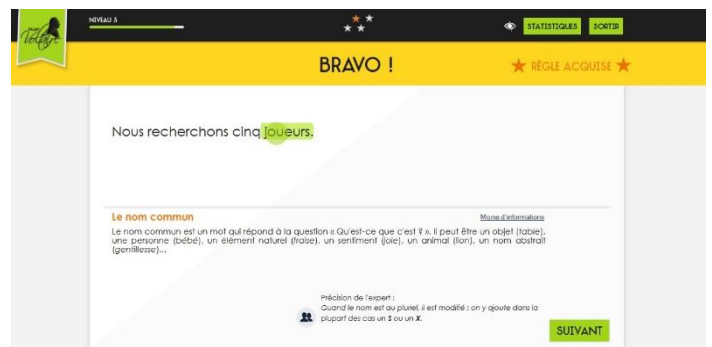 Voltaire
NIVEAU 5
STATISTIQUES
SORTIR
BRAVO !
RÈGLE ACQUISE
Nous recherchons cinq joueurs.
Le nom commun
Moins d'informations
Le nom commun est un mot qui répond à la question « Qu'est-ce que c'est ? ». Il peut être un objet (table),
une personne (bébé), un élément naturel (fraise), un sentiment (joie), un animal (lion), un nom abstrait
(gentillesse)...
Précision de l'expert :
Quand le nom est au pluriel, il est modifié : on y ajoute dans la
plupart des cas un S ou un X.
SUIVANT